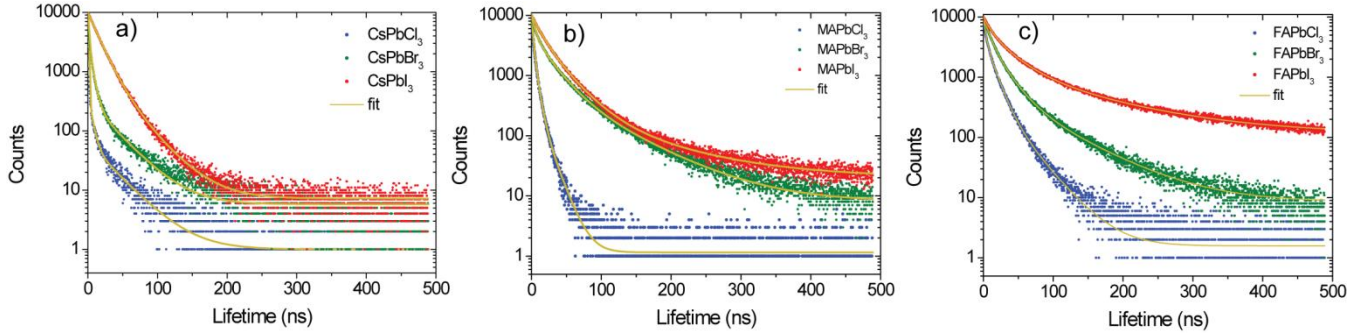 a)
10000
1000
100
10
1
Counts
CsPbCl₃
CsPbBr₃
CsPbI₃
fit
0 100 200 300 400 500
Lifetime (ns)
b)
10000
1000
100
10
1
Counts
MAPbCl₃
MAPbBr₃
MAPbI₃
fit
0 100 200 300 400 500
Lifetime (ns)
c)
10000
1000
100
10
1
Counts
FAPbCl₃
FAPbBr₃
FAPbI₃
fit
0 100 200 300 400 500
Lifetime (ns)